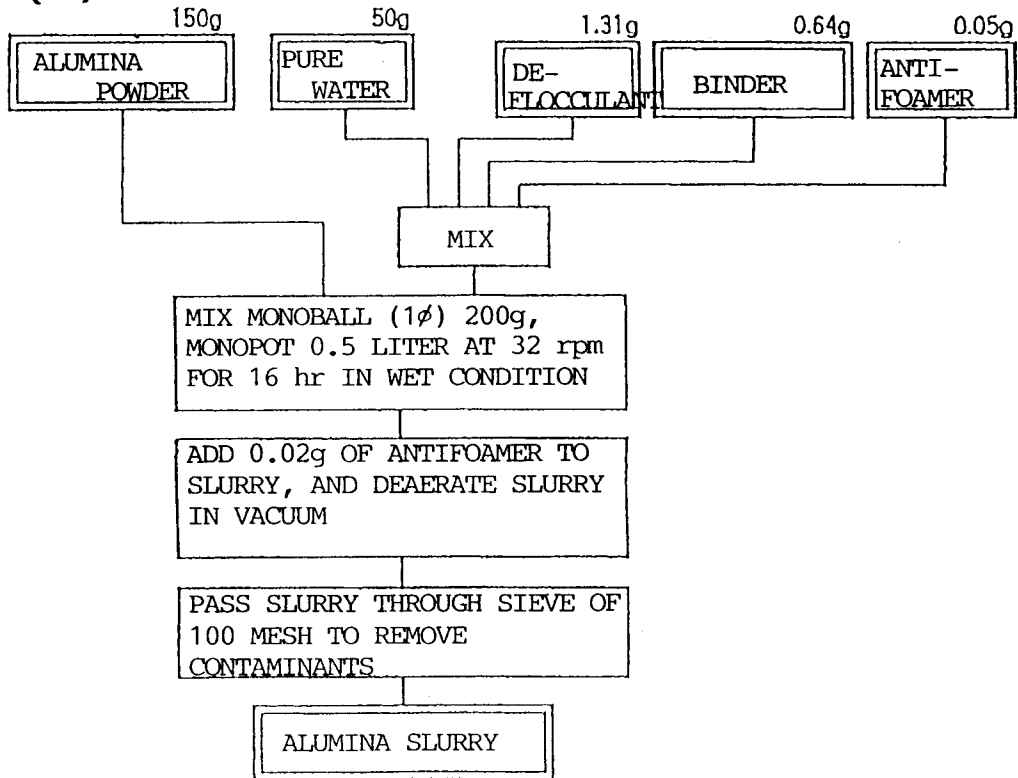 150g
50g
1.31g
0.64g
0.05g
ALUMINA
POWDER
PURE
WATER
DE-
FLOCCULANT
BINDER
ANTI-
FOAMER
MIX
MIX MONOBALL (1ø) 200g,
MONOPOT 0.5 LITER AT 32 rpm
FOR 16 hr IN WET CONDITION
ADD 0.02g OF ANTIFOAMER TO
SLURRY, AND DEAERATE SLURRY
IN VACUUM
PASS SLURRY THROUGH SIEVE OF
100 MESH TO REMOVE
CONTAMINANTS
ALUMINA SLURRY